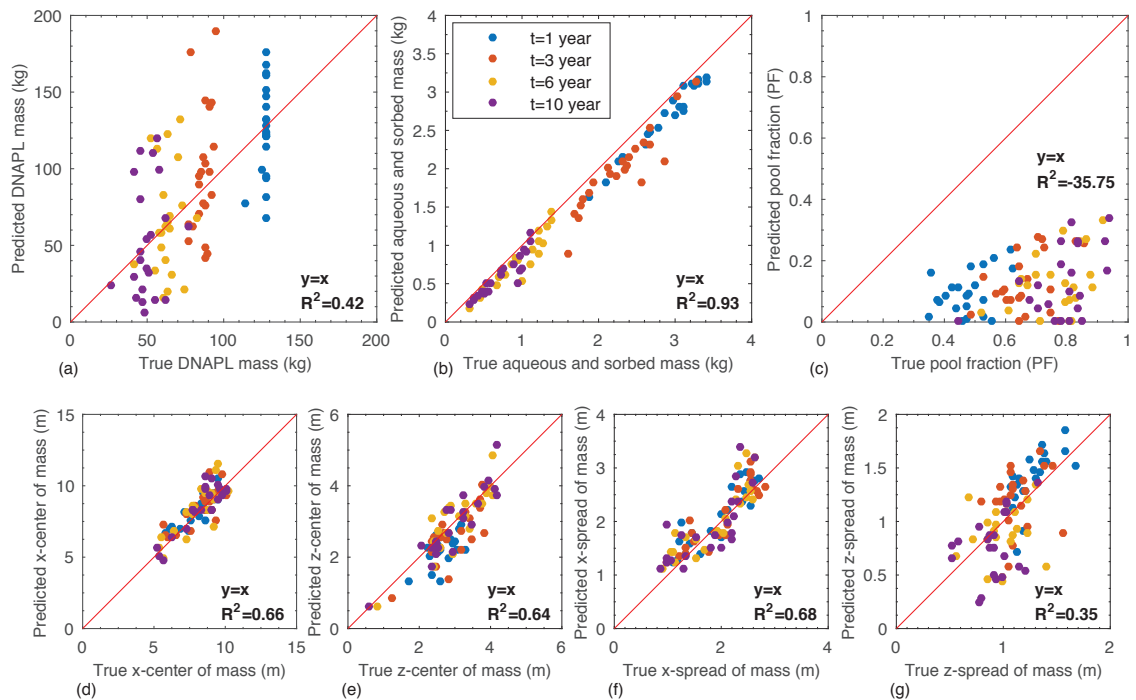 200
150
100
50
0
0
50
100
150
200
Predicted DNAPL mass (kg)
True DNAPL mass (kg)
y=x
R²=0.42
(a)
4
3.5
3
2.5
2
1.5
1
0.5
0
0
1
2
3
4
Predicted aqueous and sorbed mass (kg)
True aqueous and sorbed mass (kg)
t=1 year
t=3 year
t=6 year
t=10 year
y=x
R²=0.93
(b)
1
0.8
0.6
0.4
0.2
0
0
0.2
0.4
0.6
0.8
1
Predicted pool fraction (PF)
True pool fraction (PF)
y=x
R²=-35.75
(c)
15
10
5
0
0
5
10
15
Predicted x-center of mass (m)
True x-center of mass (m)
y=x
R²=0.66
(d)
6
4
2
0
0
2
4
6
Predicted z-center of mass (m)
True z-center of mass (m)
y=x
R²=0.64
(e)
4
3
2
1
0
0
1
2
3
4
Predicted x-spread of mass (m)
True x-spread of mass (m)
y=x
R²=0.68
(f)
2
1.5
1
0.5
0
0
1
2
Predicted z-spread of mass (m)
True z-spread of mass (m)
y=x
R²=0.35
(g)